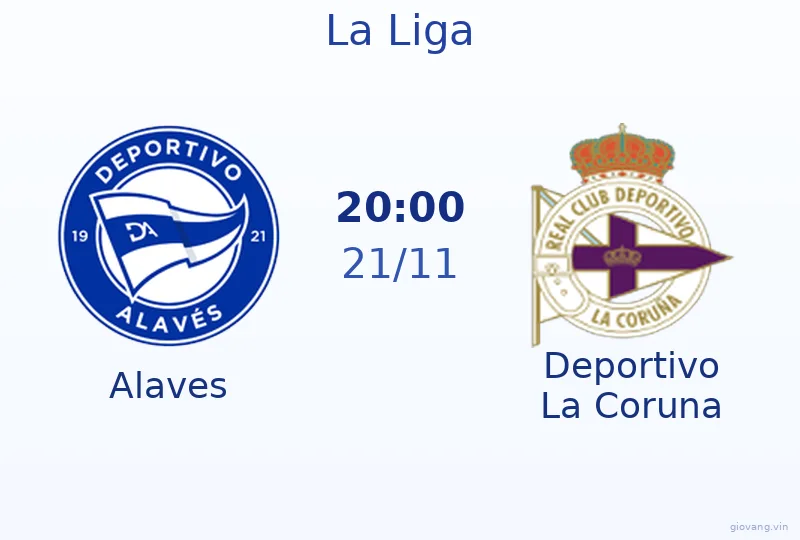 La Liga
DEPORTIVO
19
21
ALAVÉS
DA
20:00
21/11
REAL CLUB DEPORTIVO
LA CORUÑA
Alaves
Deportivo
La Coruna
giovang.vin